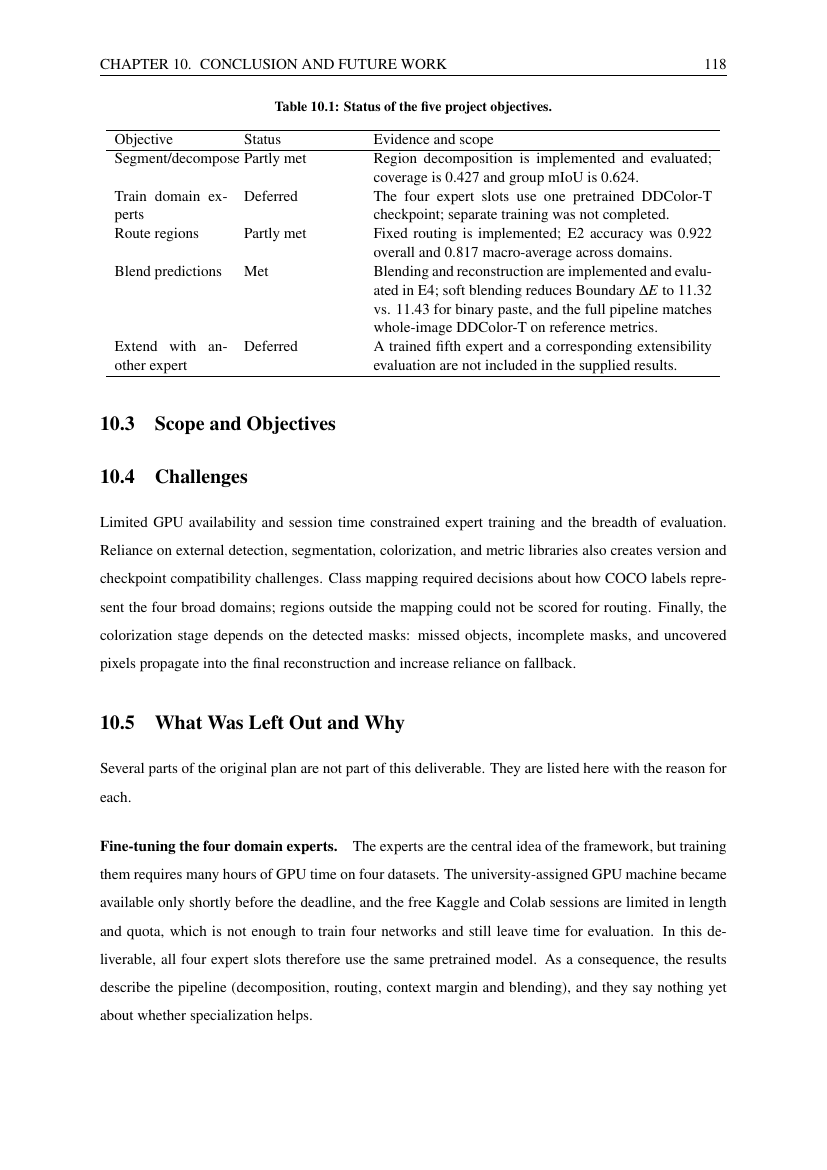 CHAPTER 10. CONCLUSION AND FUTURE WORK 118
Table 10.1: Status of the five project objectives.
Objective Status Evidence and scope
Segment/decompose Partly met Region decomposition is implemented and evaluated;
coverage is 0.427 and group mIoU is 0.624.
Train domain ex- Deferred The four expert slots use one pretrained DDColor-T
perts checkpoint; separate training was not completed.
Route regions Partly met Fixed routing is implemented; E2 accuracy was 0.922
overall and 0.817 macro-average across domains.
Blend predictions Met Blending and reconstruction are implemented and evalu-
ated in E4; soft blending reduces Boundary ΔE to 11.32
vs. 11.43 for binary paste, and the full pipeline matches
whole-image DDColor-T on reference metrics.
Extend with an- Deferred A trained fifth expert and a corresponding extensibility
other expert evaluation are not included in the supplied results.
10.3 Scope and Objectives
10.4 Challenges
Limited GPU availability and session time constrained expert training and the breadth of evaluation.
Reliance on external detection, segmentation, colorization, and metric libraries also creates version and
checkpoint compatibility challenges. Class mapping required decisions about how COCO labels repre-
sent the four broad domains; regions outside the mapping could not be scored for routing. Finally, the
colorization stage depends on the detected masks: missed objects, incomplete masks, and uncovered
pixels propagate into the final reconstruction and increase reliance on fallback.
10.5 What Was Left Out and Why
Several parts of the original plan are not part of this deliverable. They are listed here with the reason for
each.
Fine-tuning the four domain experts. The experts are the central idea of the framework, but training
them requires many hours of GPU time on four datasets. The university-assigned GPU machine became
available only shortly before the deadline, and the free Kaggle and Colab sessions are limited in length
and quota, which is not enough to train four networks and still leave time for evaluation. In this de-
liverable, all four expert slots therefore use the same pretrained model. As a consequence, the results
describe the pipeline (decomposition, routing, context margin and blending), and they say nothing yet
about whether specialization helps.